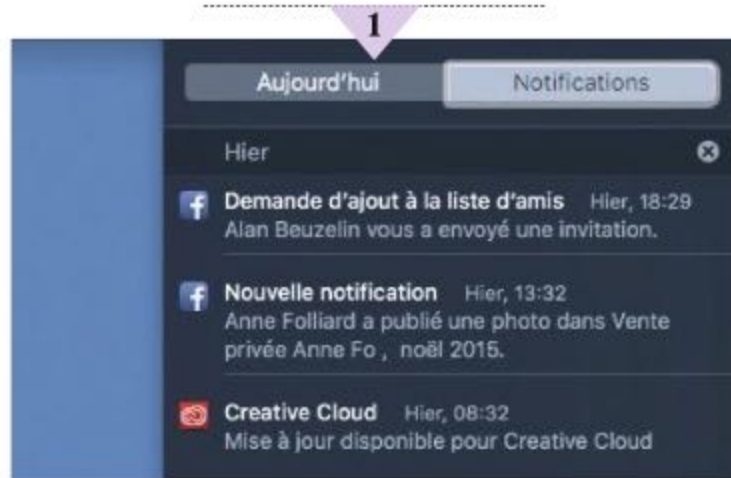 1
Aujourd'hui Notifications
Hier
Demande d'ajout à la liste d'amis Hier, 18:29
Alan Beuzelin vous a envoyé une invitation.
Nouvelle notification Hier, 13:32
Anne Folliard a publié une photo dans Vente
privée Anne Fo , noël 2015.
Creative Cloud Hier, 08:32
Mise à jour disponible pour Creative Cloud